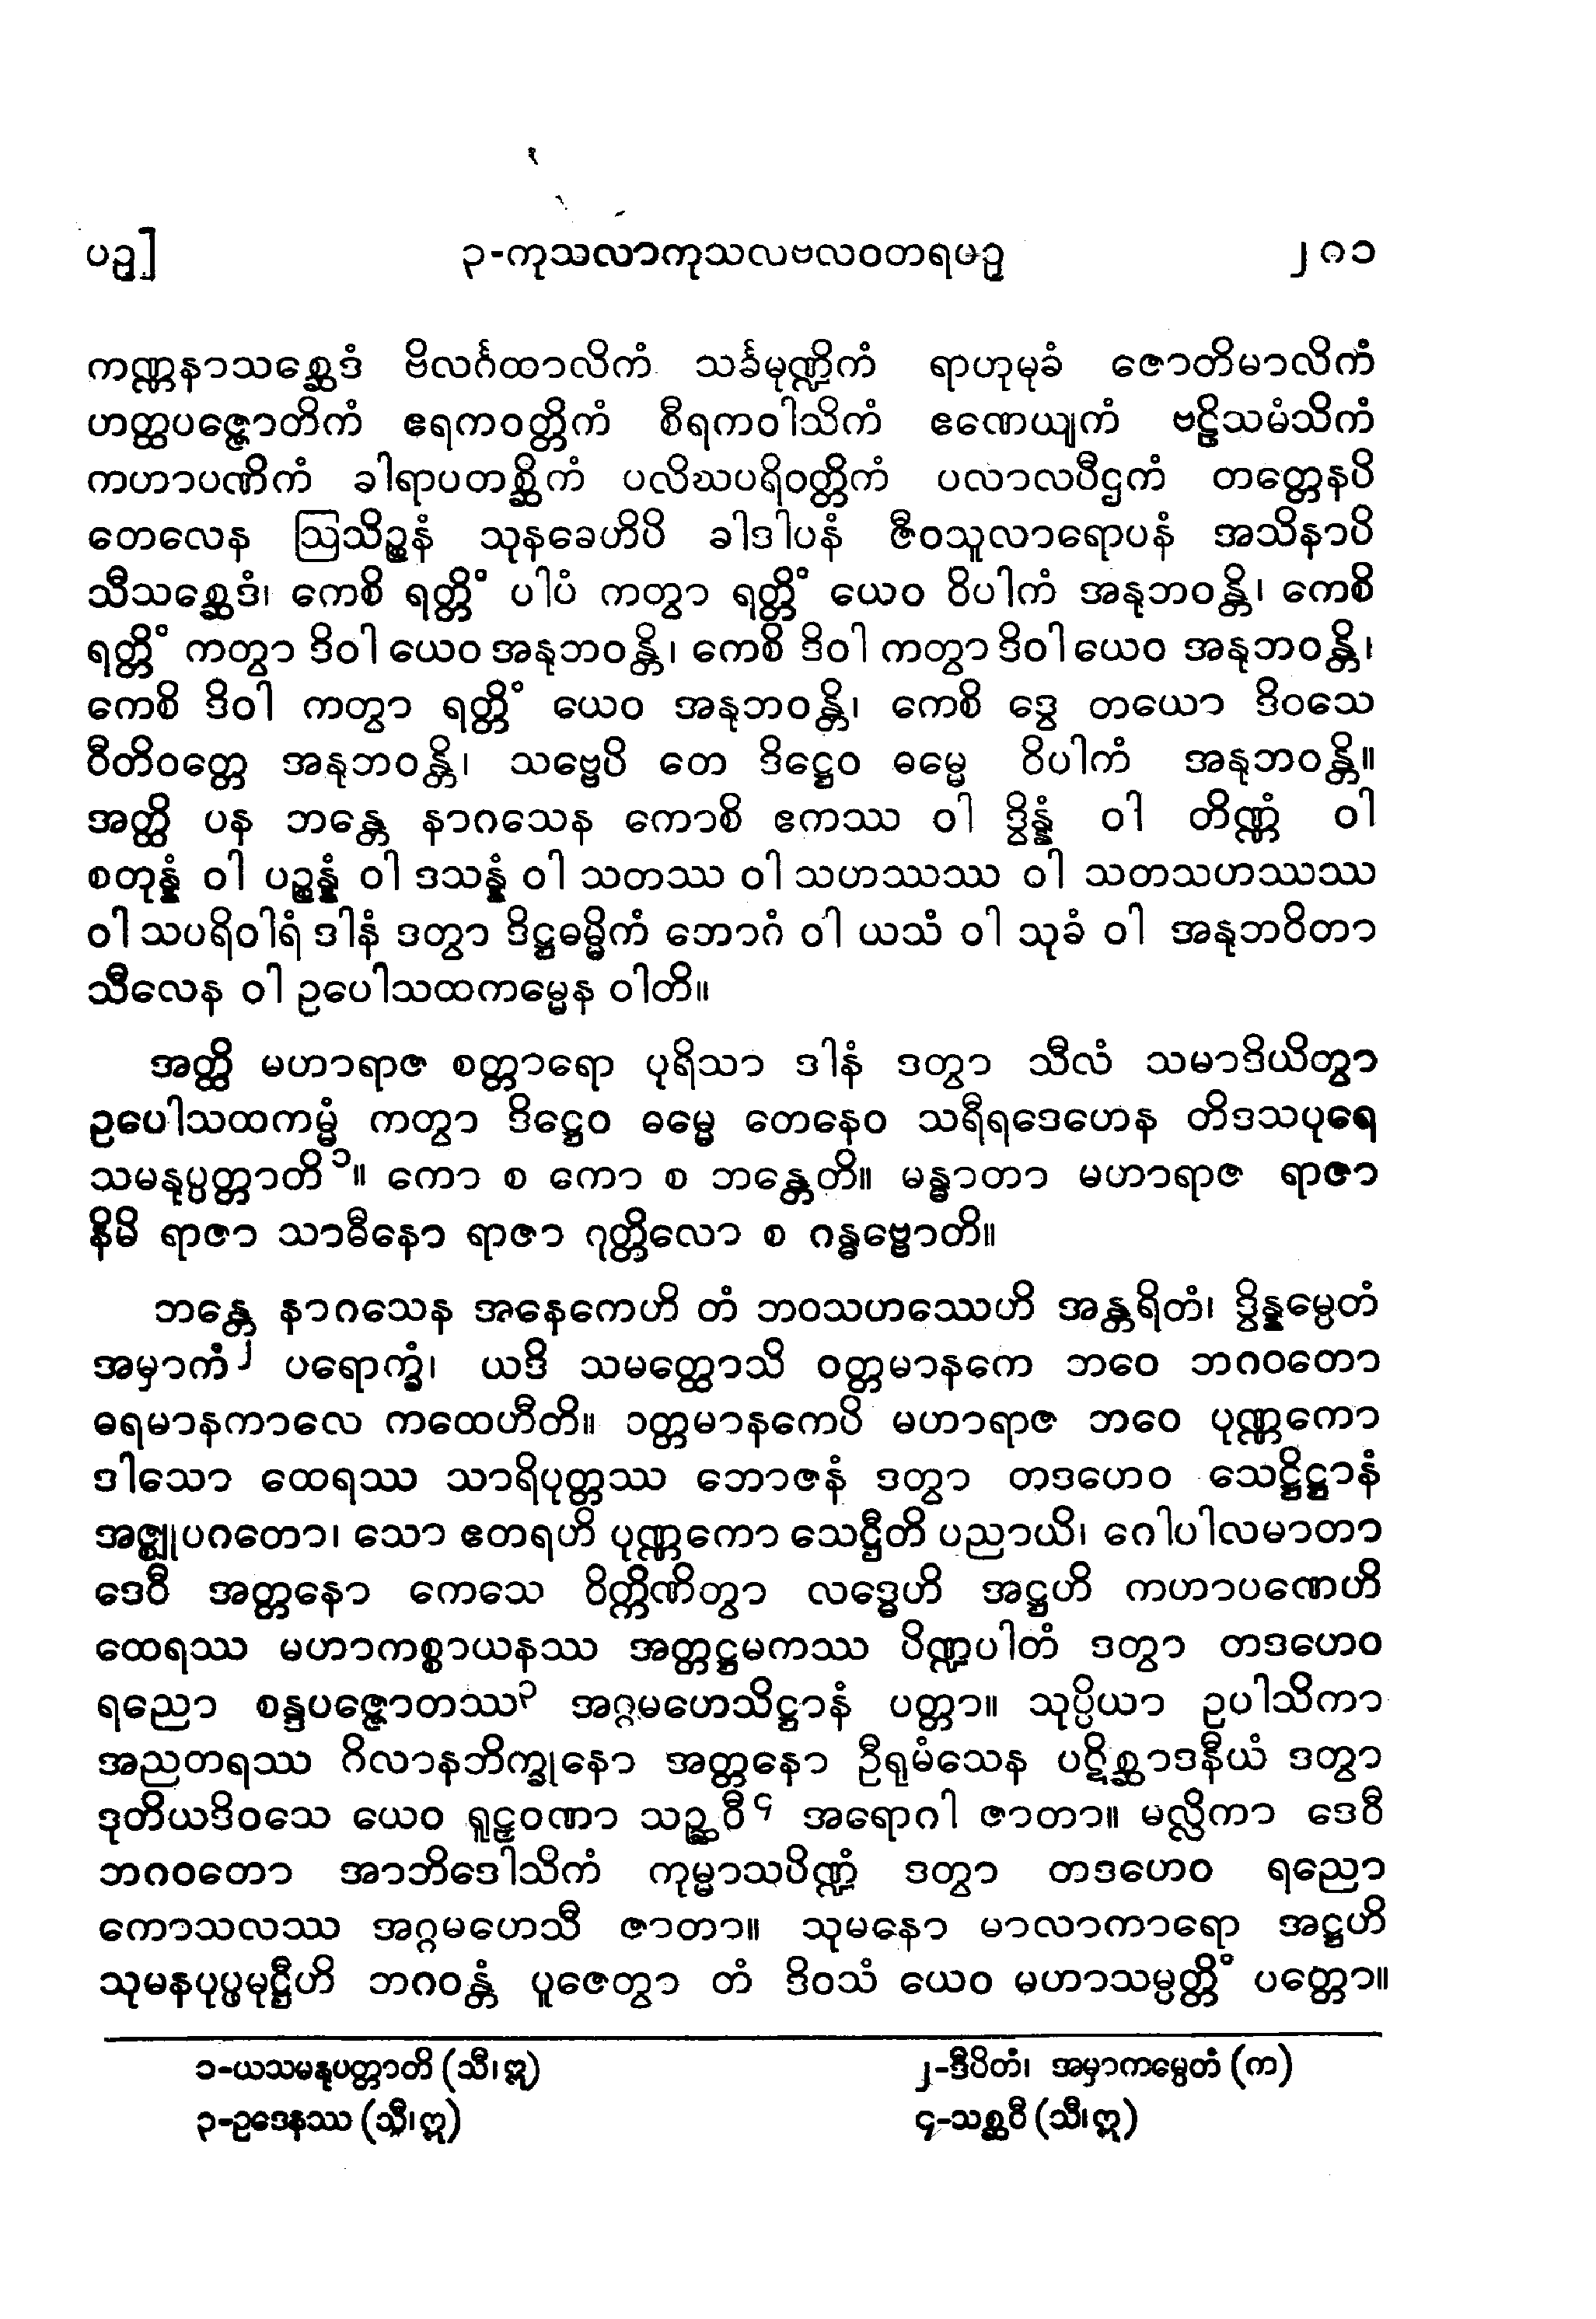 ပဥှ]	၃-ကုသလာကုသလဗလဝတရပဥှ	၂၈၁
ကဏ္ဏနာသစ္ဆေဒံ ဗိလင်္ဂထာလိကံ သင်္ခမုဏ္ဍိကံ ရာဟုမုခံ ဇောတိမာလိကံ
ဟတ္ထပဇ္ဇောတိကံ ဧရကဝတ္တိကံ စီရကဝါသိကံ ဧဏေယျကံ ဗဠိသမံသိကံ
ကဟာပဏိကံ ခါရာပတစ္ဆိကံ ပလိဃပရိဝတ္တိကံ ပလာလပီဌကံ တတ္တေနပိ
တေလေန ဩသိဉ္စနံ သုနခေဟိပိ ခါဒါပနံ ဇီဝသူလာရောပနံ အသိနာပိ
သီသစ္ဆေဒံ၊ ကေစိ ရတ္တိံ ပါပံ ကတွာ ရတ္တိံ ယေဝ ဝိပါကံ အနုဘဝန္တိ၊ ကေစိ
ရတ္တိံ ကတွာ ဒိဝါ ယေဝ အနုဘဝန္တိ၊ ကေစိ ဒိဝါ ကတွာ ဒိဝါ ယေဝ အနုဘဝန္တိ၊
ကေစိ ဒိဝါ ကတွာ ရတ္တိံ ယေဝ အနုဘဝန္တိ၊ ကေစိ ဒွေ တယော ဒိဝသေ
ဝီတိဝတ္တေ အနုဘဝန္တိ၊ သဗ္ဗေပိ တေ ဒိဋ္ဌေဝ ဓမ္မေ ဝိပါကံ အနုဘဝန္တိ။
အတ္ထိ ပန ဘန္တေ နာဂသေန ကောစိ ဧကဿ ဝါ ဒွိန္နံ ဝါ တိဏ္ဏံ ဝါ
စတုန္နံ ဝါ ပဉ္စန္နံ ဝါ ဒသန္နံ ဝါ သတဿ ဝါ သဟဿဿ ဝါ သတသဟဿဿ
ဝါ သပရိဝါရံ ဒါနံ ဒတွာ ဒိဋ္ဌဓမ္မိကံ ဘောဂံ ဝါ ယသံ ဝါ သုခံ ဝါ အနုဘဝိတာ
သီလေန ဝါ ဥပေါသထကမ္မေန ဝါတိ။
အတ္ထိ မဟာရာဇ စတ္တာရော ပုရိသာ ဒါနံ ဒတွာ သီလံ သမာဒိယိတွာ
ဥပေါသထကမ္မံ ကတွာ ဒိဋ္ဌေဝ ဓမ္မေ တေနေဝ သရီရဒေဟေန တိဒသပုရေ
သမနုပ္ပတ္တာတိ၁။ ကော စ ကော စ ဘန္တေတိ။ မန္ဓာတာ မဟာရာဇ ရာဇာ
နိမိ ရာဇာ သာဓီနော ရာဇာ ဂုတ္တိလော စ ဂန္ဓဗ္ဗောတိ။
ဘန္တေ နာဂသေန အနေကေဟိ တံ ဘဝသဟဿေဟိ အန္တရိတံ၊ ဒွိန္နမ္ပေတံ
အမှာကံ၂ ပရောက္ခံ၊ ယဒိ သမတ္ထောသိ ဝတ္တမာနကေ ဘဝေ ဘဂဝတော
ဓရမာနကာလေ ကထေဟီတိ။ ဝတ္တမာနကေပိ မဟာရာဇ ဘဝေ ပုဏ္ဏကော
ဒါသော ထေရဿ သာရိပုတ္တဿ ဘောဇနံ ဒတွာ တဒဟေဝ သေဋ္ဌိဋ္ဌာနံ
အဇ္ဈုပဂတော၊ သော ဧတရဟိ ပုဏ္ဏကော သေဋ္ဌီတိ ပညာယိ၊ ဂေါပါလမာတာ
ဒေဝီ အတ္တနော ကေသေ ဝိက္ကိဏိတွာ လဒ္ဓေဟိ အဋ္ဌဟိ ကဟာပဏေဟိ
ထေရဿ မဟာကစ္စာယနဿ အတ္တဋ္ဌမကဿ ပိဏ္ဍပါတံ ဒတွာ တဒဟေဝ
ရညော စန္ဒပဇ္ဇောတဿ၃ အဂ္ဂမဟေသိဋ္ဌာနံ ပတ္တာ။ သုပ္ပိယာ ဥပါသိကာ
အညတရဿ ဂိလာနဘိက္ခုနော အတ္တနော ဦရုမံသေန ပဋိစ္ဆာဒနီယံ ဒတွာ
ဒုတိယဒိဝသေ ယေဝ ရူဠှဝဏာ သဉ္ဆဝီ၄ အရောဂါ ဇာတာ။ မလ္လိကာ ဒေဝီ
ဘဂဝတော အာဘိဒေါသိကံ ကုမ္မာသပိဏ္ဍံ ဒတွာ တဒဟေဝ ရညော
ကောသလဿ အဂ္ဂမဟေသီ ဇာတာ။ သုမနော မာလာကာရော အဋ္ဌဟိ
သုမနပုပ္ဖမုဋ္ဌီဟိ ဘဂဝန္တံ ပူဇေတွာ တံ ဒိဝသံ ယေဝ မဟာသမ္ပတ္တိံ ပတ္တော။
၁-ယသမနုပတ္တာတိ (သီ၊ဣ)	၂-ဒီပိတံ၊ အမှာကမ္ပေတံ (က)
၃-ဥဒေနဿ (သီ၊ဣ)	၄-သစ္ဆဝီ (သီ၊ဣ)